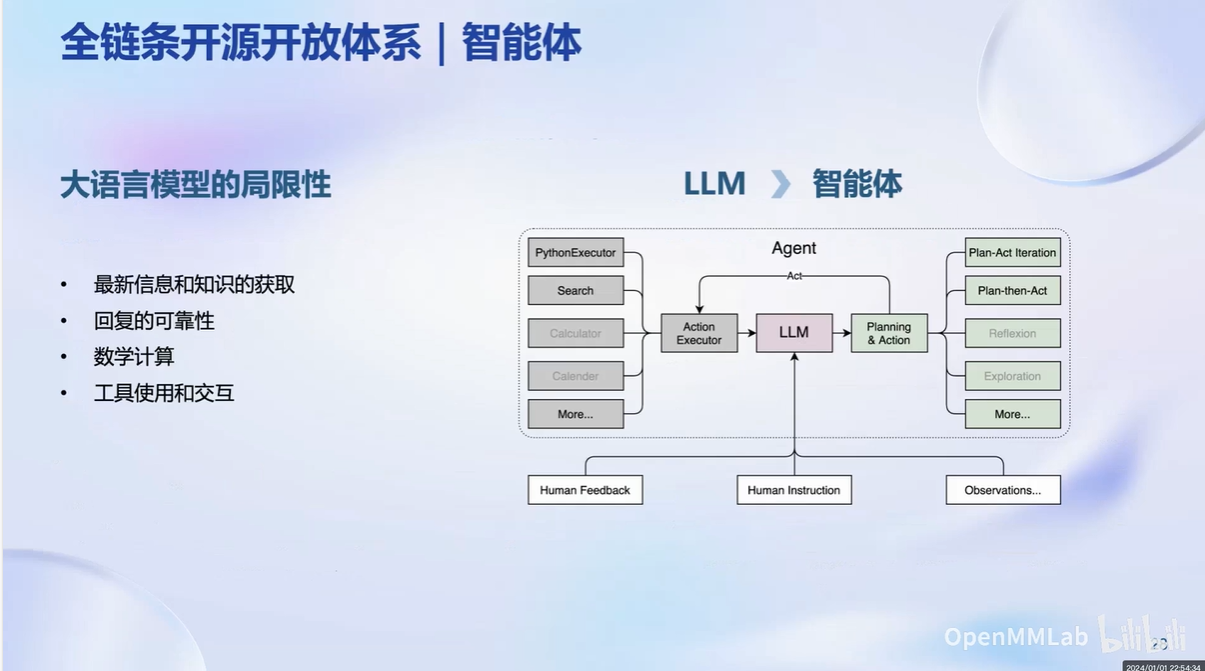 全链条开源开放体系 | 智能体
大语言模型的局限性
• 最新信息和知识的获取
• 回复的可靠性
• 数学计算
• 工具使用和交互
LLM 智能体
Agent
PythonExecutor
Search
Calculator
Calender
More...
Act
Action
Executor
LLM
Planning
& Action
Plan-Act Iteration
Plan-then-Act
Reflexion
Exploration
More...
Human Feedback
Human Instruction
Observations...
OpenMMLab bilibili
28
2024/01/01 22:54:34